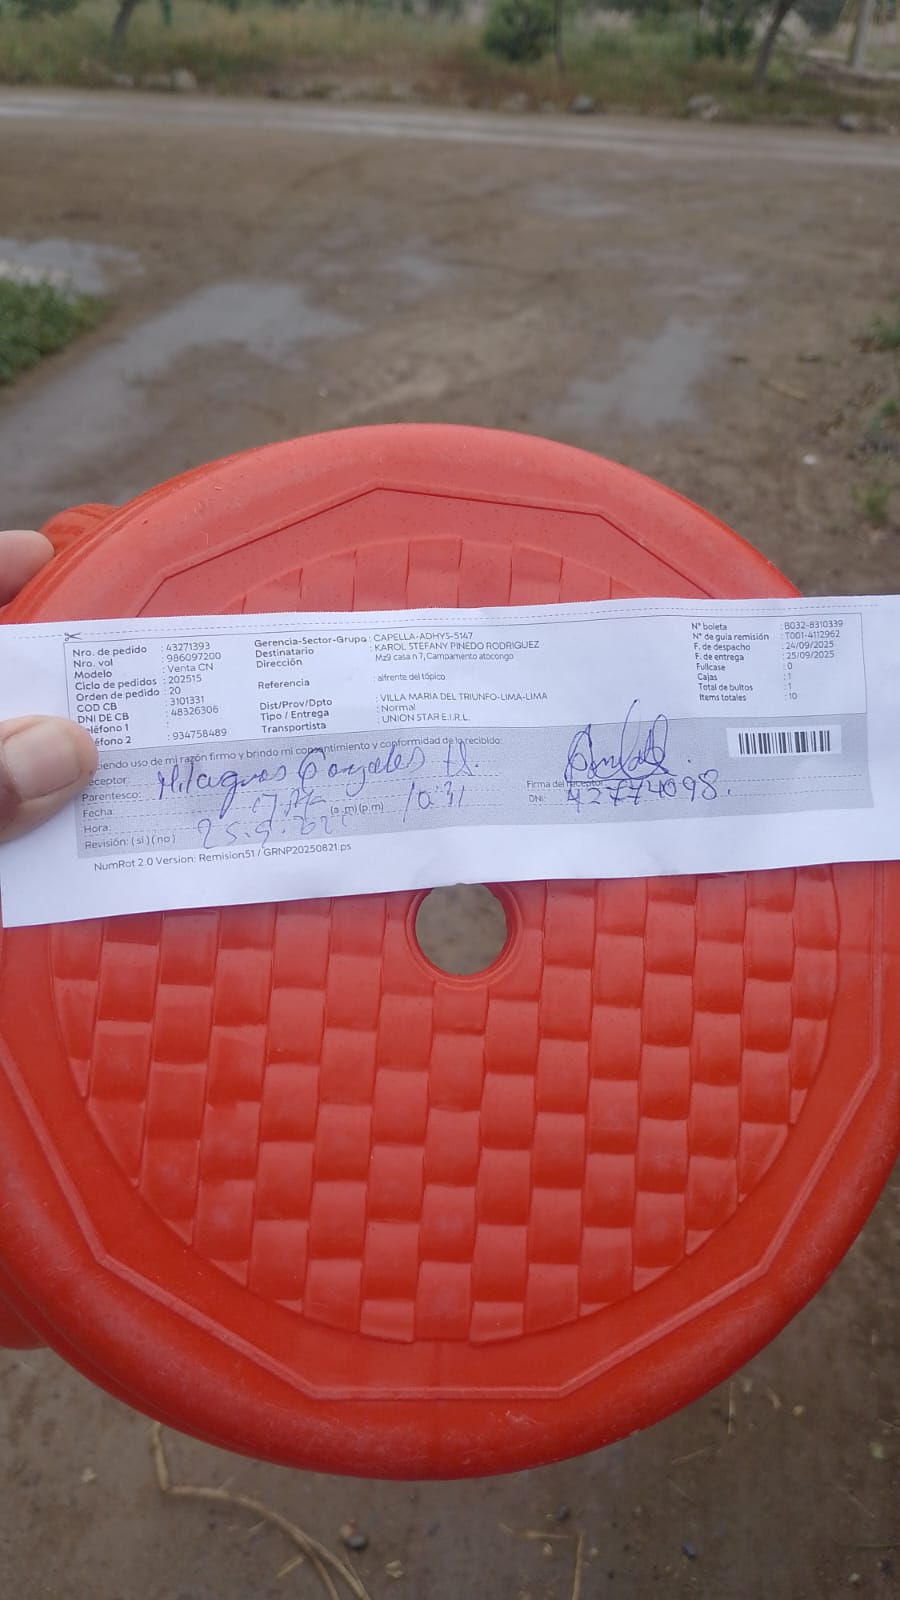 Nro. de pedido : 43271393
Nro. vol : 986097200
Modelo : Venta CN
Ciclo de pedidos : 202515
Orden de pedido : 20
COD CB : 3101331
DNI DE CB : 48326306
eléfono 1
éfono 2 : 934758489
Gerencia-Sector-Grupo : CAPELLA-ADHYS-5147
Destinatario : KAROL STEFANY PINEDO RODRIGUEZ
Dirección : Mz9 casa n 7, Campamento atocongo
Referencia : alfrente del tópico
Dist/Prov/Dpto : VILLA MARIA DEL TRIUNFO-LIMA-LIMA
Tipo / Entrega : Normal
Transportista : UNION STAR E.I.R.L.
N° boleta : B032-8310339
N° de guía remisión : T001-4112962
F. de despacho : 24/09/2025
F. de entrega : 25/09/2025
Fullcase : 0
Cajas : 1
Total de bultos : 1
Items totales : 10
ciendo uso de mi razón firmo y brindo mi consentimiento y conformidad de lo recibido:
eceptor: Milagros Gonzales
Parentesco:
Fecha:
Hora: (a.m)(p.m) 10:31
Revisión: ( si ) ( no ) 25.9.
Firma del receptor
DNI: 42774098
NumRot 2.0 Version: Remision51 / GRNP20250821.ps